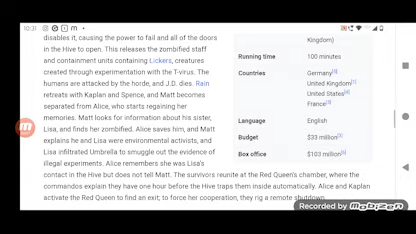 10:31
disables it, causing the power to fail and all of the doors
in the Hive to open. This releases the zombified staff
and containment units containing Lickers, creatures
created through experimentation with the T-virus. The
humans are attacked by the horde, and J.D. dies. Rain
retreats with Kaplan and Spence, and Matt becomes
separated from Alice, who starts regaining her
memories. Matt looks for information about his sister,
Lisa, and finds her zombified. Alice saves him, and Matt
explains he and Lisa were environmental activists, and
Lisa infiltrated Umbrella to smuggle out the evidence of
illegal experiments. Alice remembers she was Lisa's
contact in the Hive but does not tell Matt. The survivors reunite at the Red Queen's chamber, where the
commandos explain they have one hour before the Hive traps them inside automatically. Alice and Kaplan
activate the Red Queen to find an exit; to force her cooperation, they rig a remote shutdown.
Kingdom)
Running time 100 minutes
Countries Germany
United Kingdom
United States
France
Language English
Budget $33 million
Box office $103 million
Recorded by Mobizen